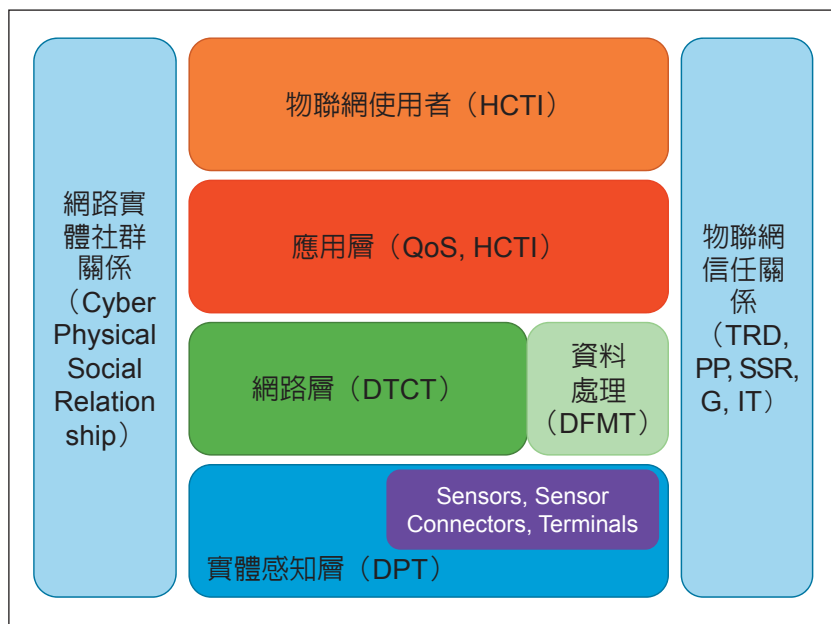 網路實
體社群
關係
（Cyber
Physical
Social
Relation
ship）
物聯網使用者（HCTI）
應用層（QoS, HCTI）
網路層（DTCT）
資料
處理
（DFMT）
Sensors, Sensor
Connectors, Terminals
實體感知層（DPT）
物聯網
信任關
係
（TRD,
PP, SSR,
G, IT）